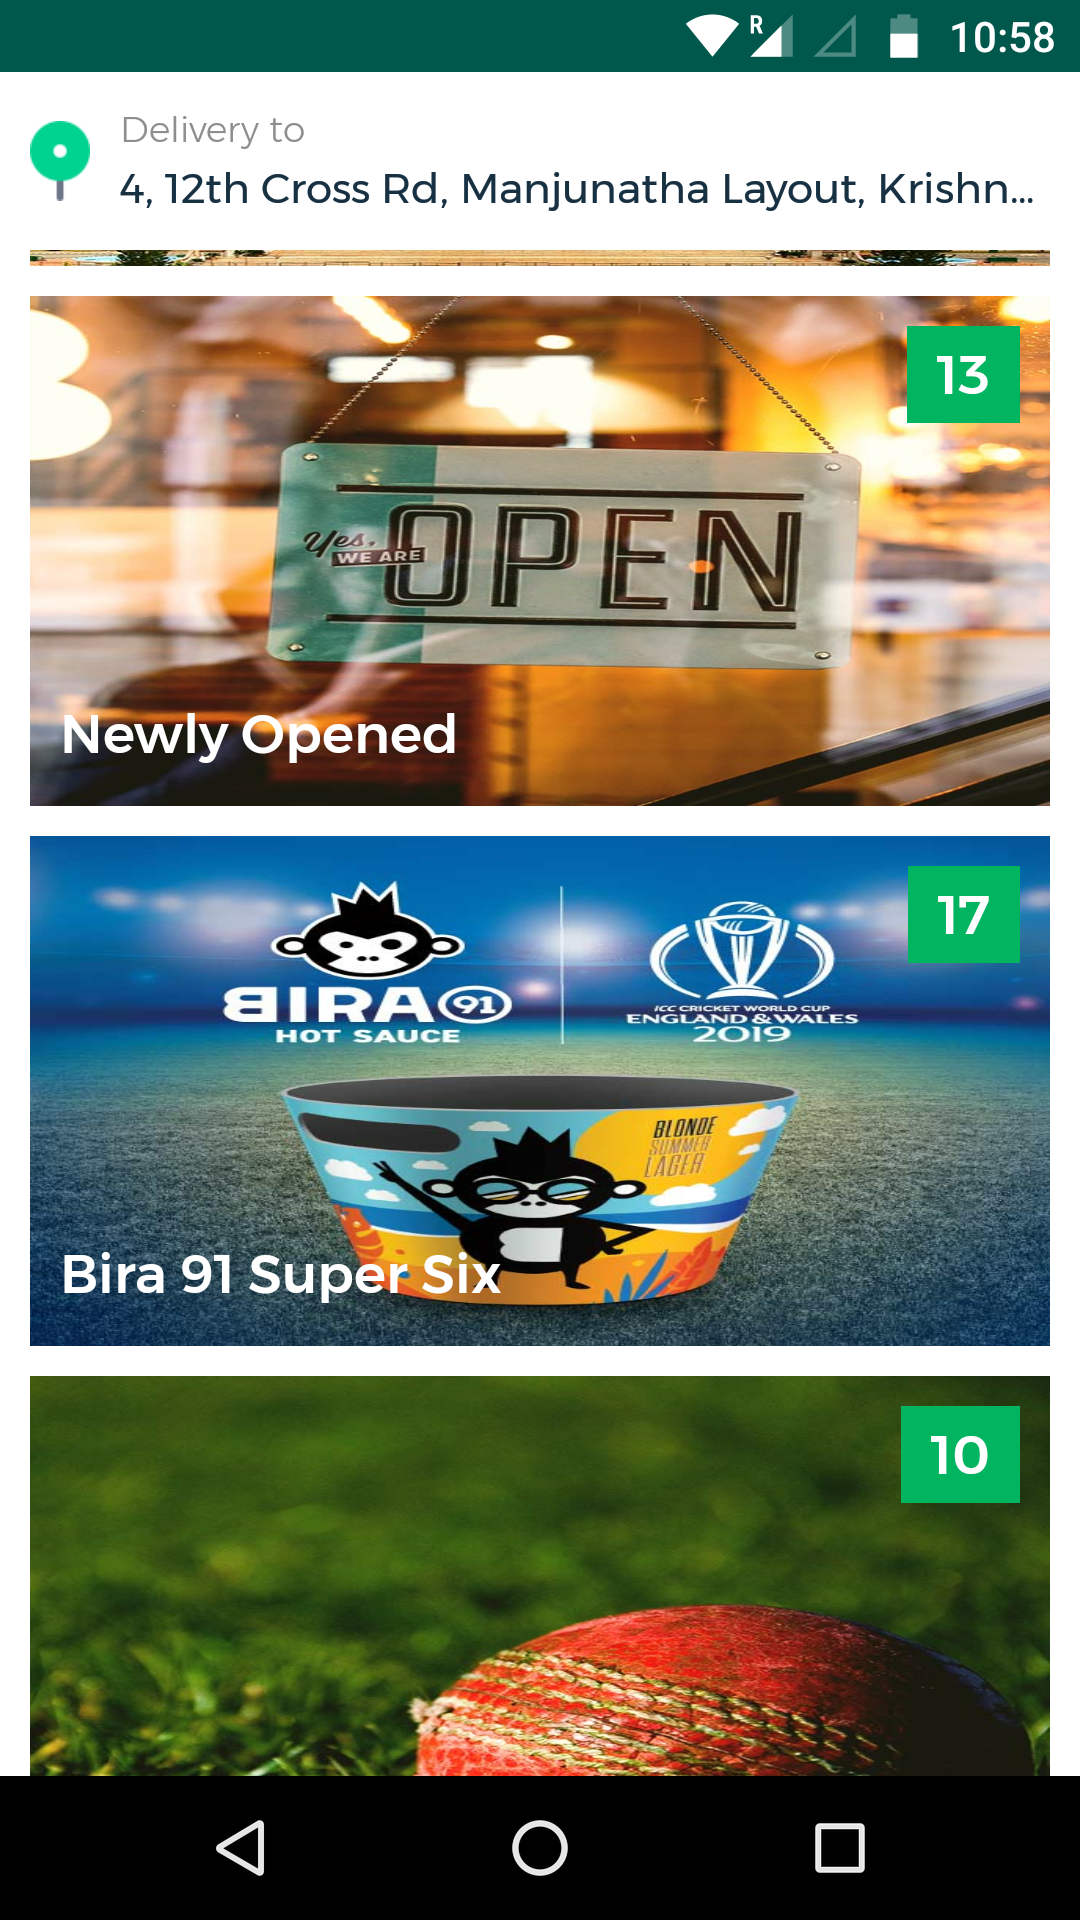 R 10:58
Delivery to
4, 12th Cross Rd, Manjunatha Layout, Krishn...
13
Yes,
WE ARE
OPEN
Newly Opened
17
BIRA 91
HOT SAUCE
ICC CRICKET WORLD CUP
ENGLAND & WALES
2019
BLONDE
SUMMER
LAGER
Bira 91 Super Six
10